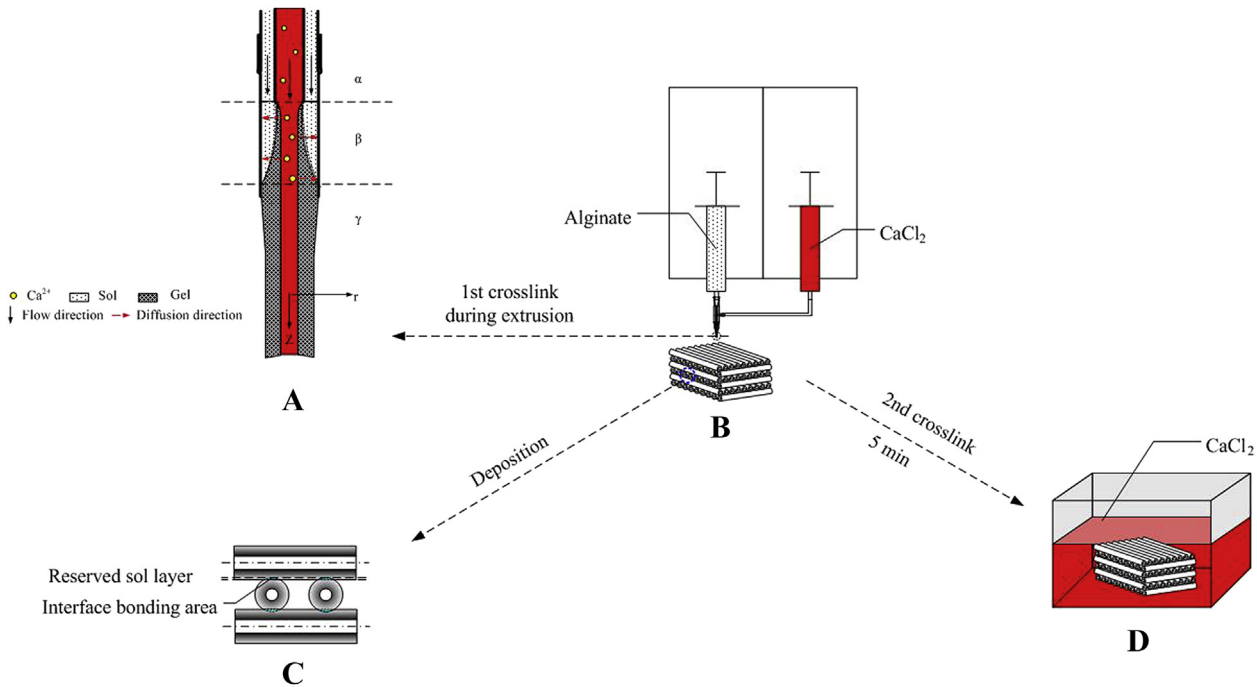 α
β
γ
r
Z
Ca²⁺ Sol Gel
Flow direction Diffusion direction
A
Alginate
CaCl₂
1st crosslink
during extrusion
B
Deposition
2nd crosslink
5 min
CaCl₂
Reserved sol layer
Interface bonding area
C
D